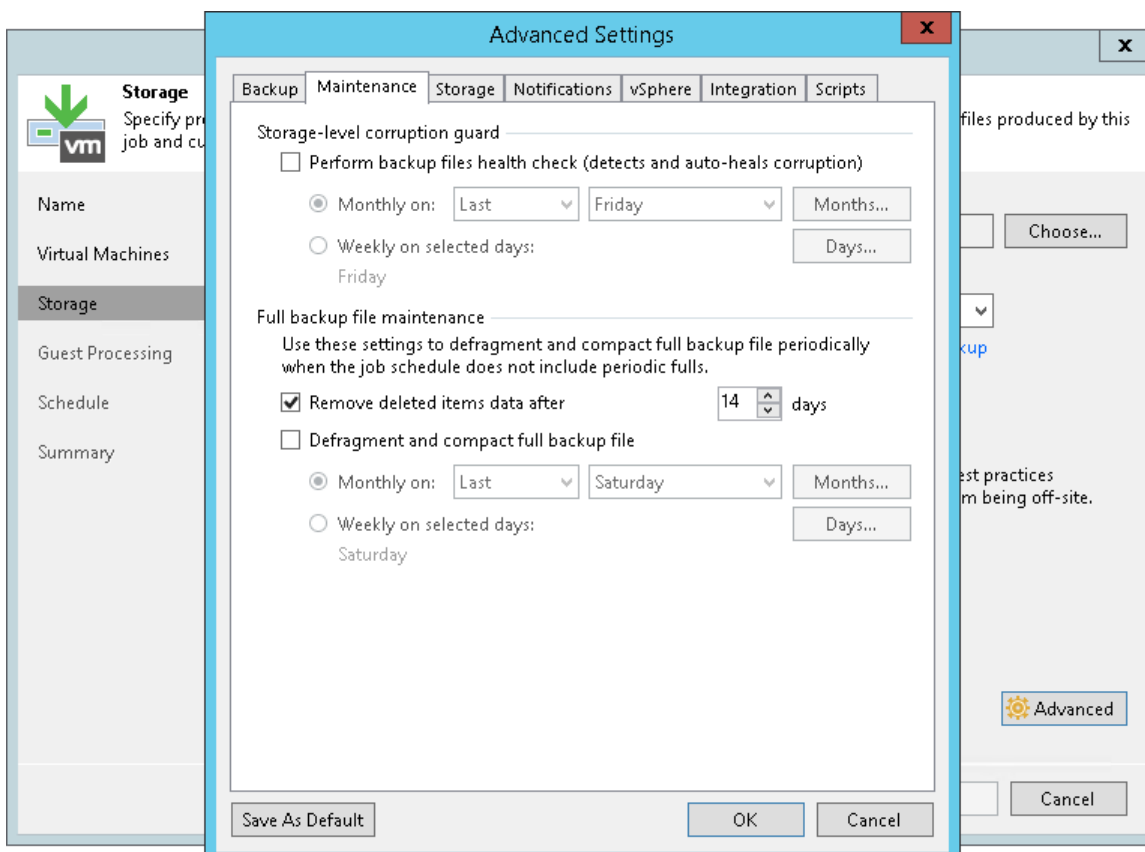 Advanced Settings
x
x
Backup Maintenance Storage Notifications vSphere Integration Scripts
Storage
Specify
job and
files produced by this
vm
Name
Virtual Machines
Storage
Guest Processing
Schedule
Summary
Storage-level corruption guard
Perform backup files health check (detects and auto-heals corruption)
Monthly on: Last Friday Months...
Weekly on selected days: Days...
Friday
Full backup file maintenance
Use these settings to defragment and compact full backup file periodically
when the job schedule does not include periodic fulls.
Remove deleted items data after 14 days
Defragment and compact full backup file
Monthly on: Last Saturday Months...
Weekly on selected days: Days...
Saturday
Choose...
practices
being off-site.
Advanced
Save As Default OK Cancel
Cancel